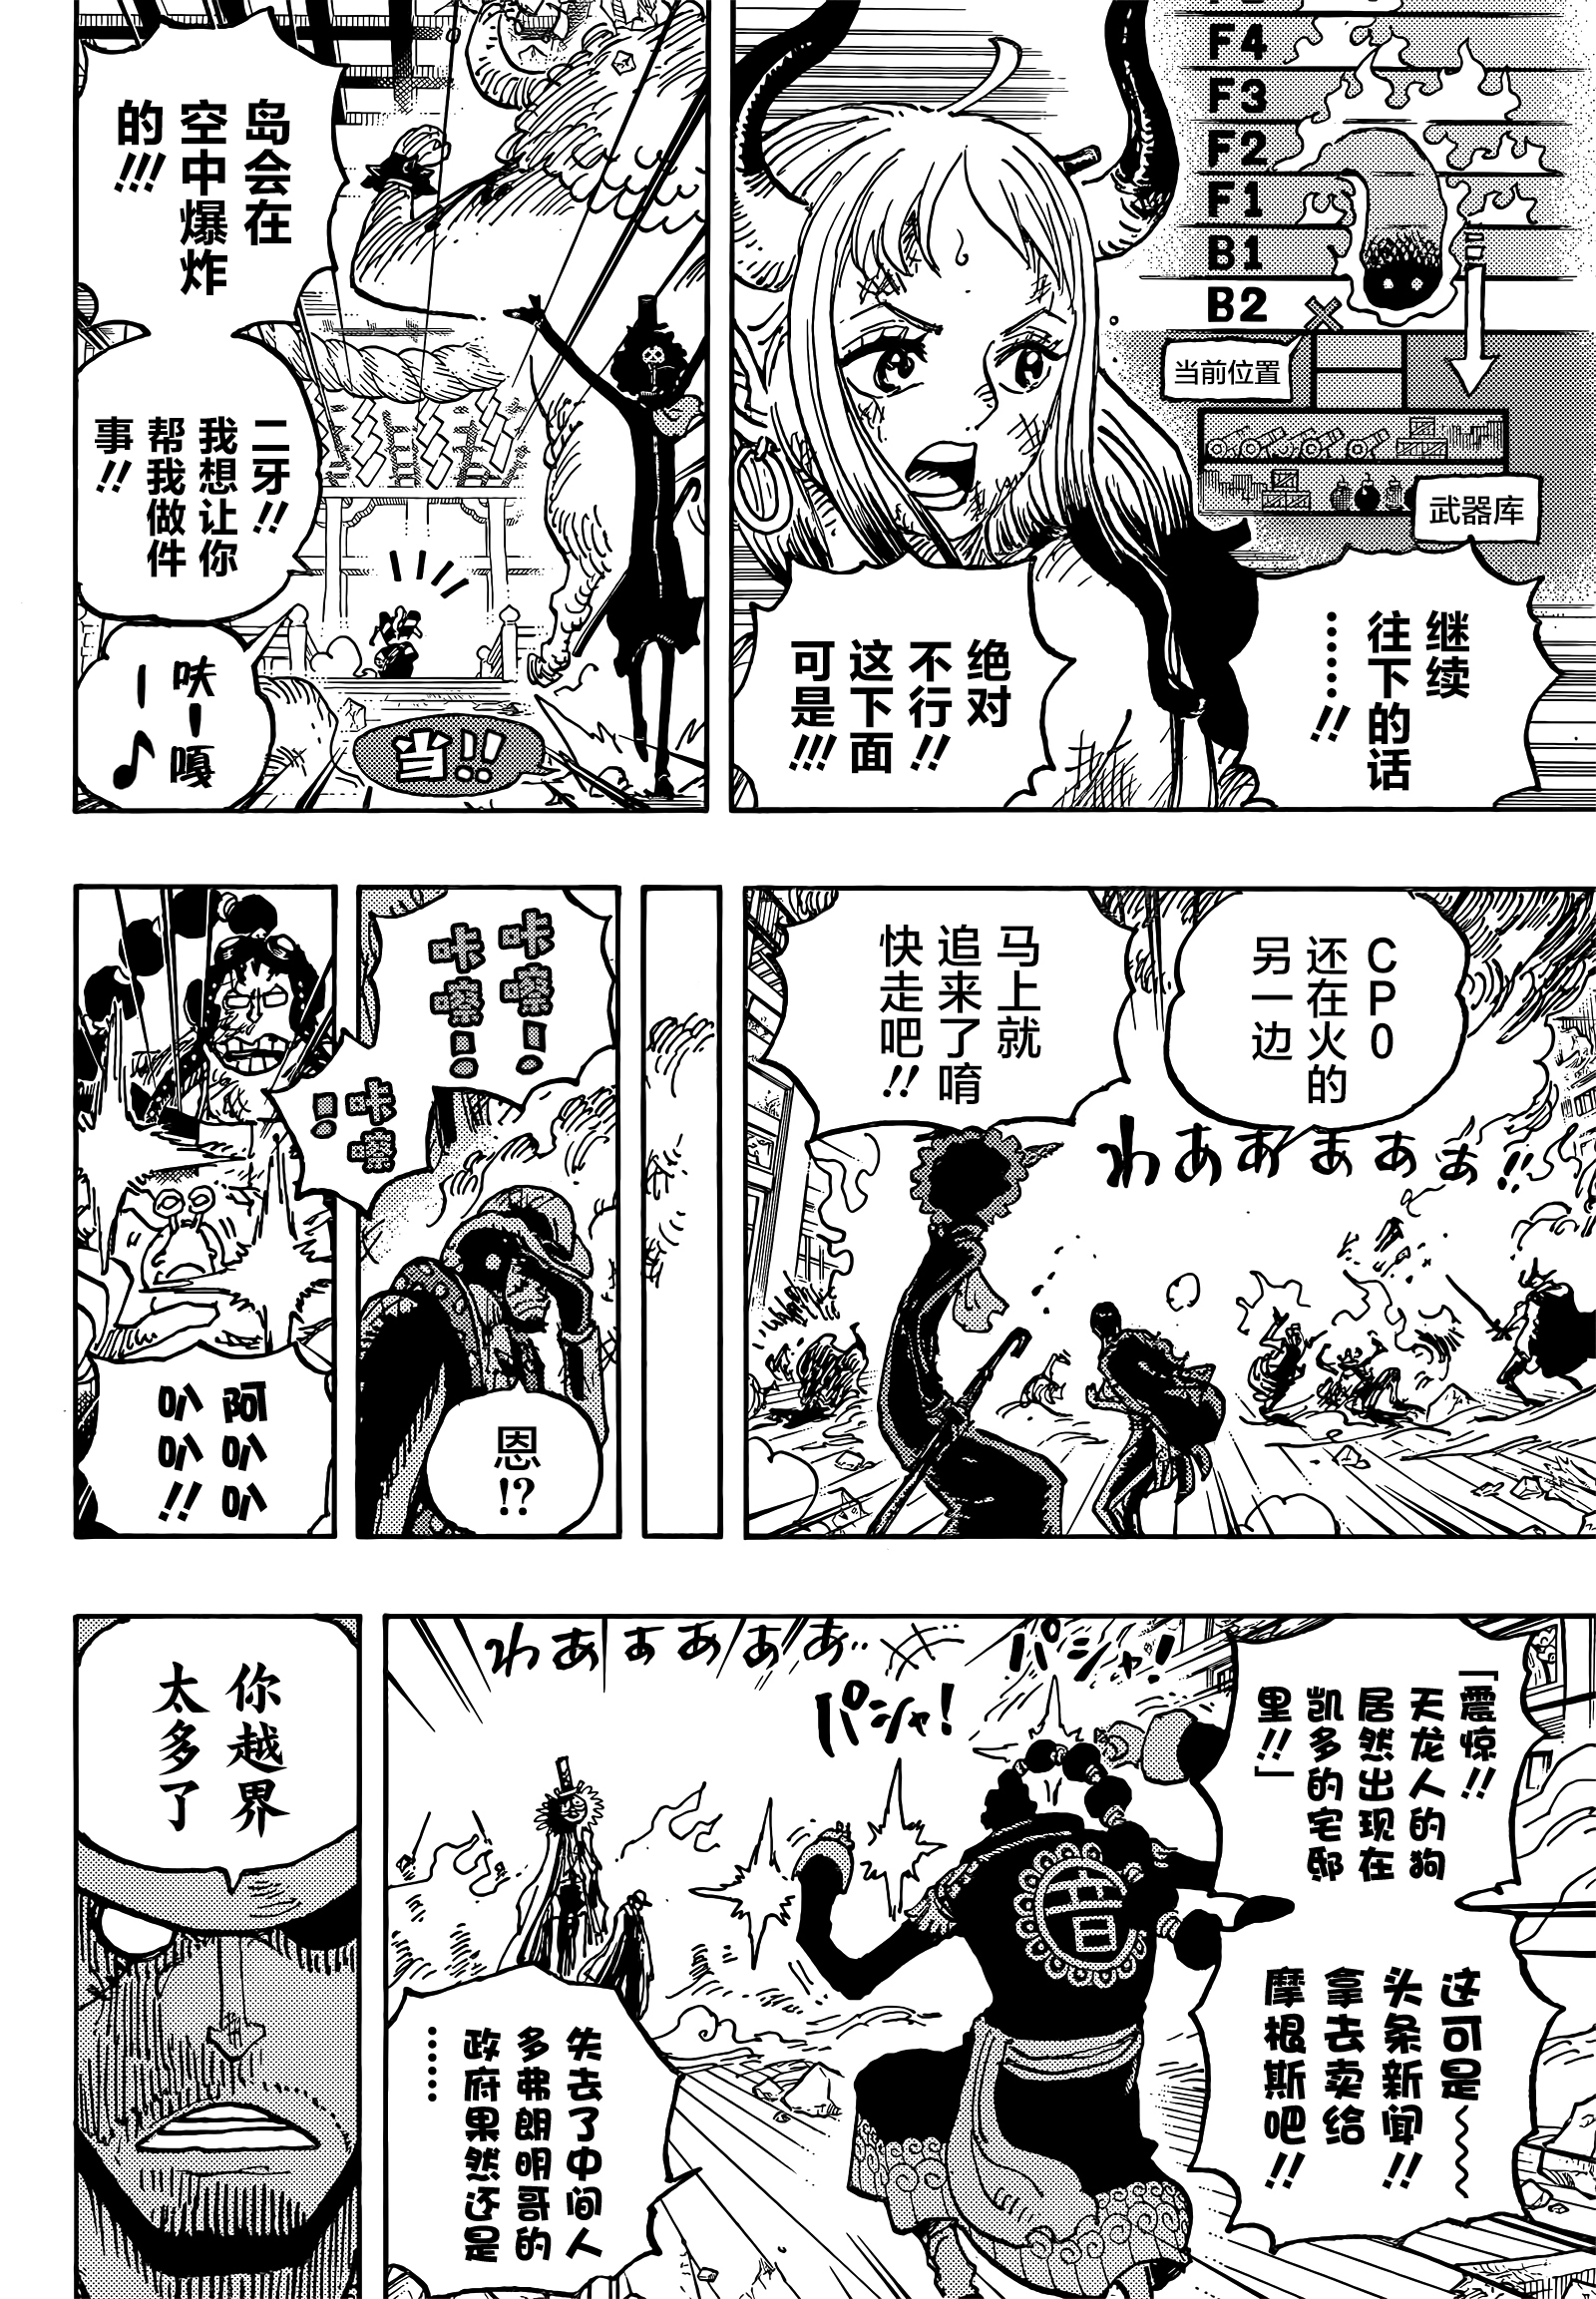 F4
F3
F2
F1
B1
B2
当前位置
武器库
继续
往下的话
……!!
绝对
不行!!
这下面
可是!!!
岛会在
空中爆炸
的!!!
二牙!!
我想让你
帮我做件
事!!
呋ー嘎
ー♪
当!!
CP0
还在火的
另一边
马上就
追来了唷
快走吧!!
わああああぁ!!
咔嚓!
咔嚓!
咔嚓!
恩!?
阿叭叭
叭叭!!
「震惊!!
天龙人的狗
居然出现在
凯多的宅邸
里!!」
这可是~~~
头条新闻!!
拿去卖给
摩根斯吧!!
パシャ!
パシャ!
わあああああ‥
音
失去了中间人
多弗朗明哥的
政府果然还是
……
你越界
太多了